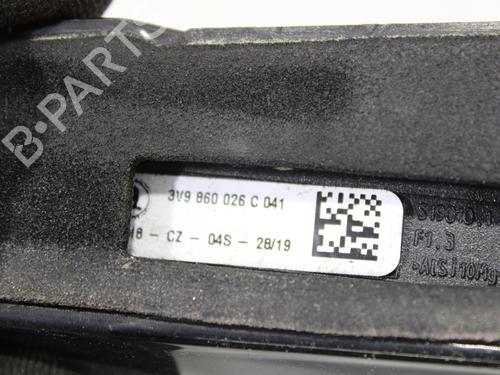 B-PARTS
3V9 860 026 C 041
18 - CZ - 04S - 28/19
F1.3